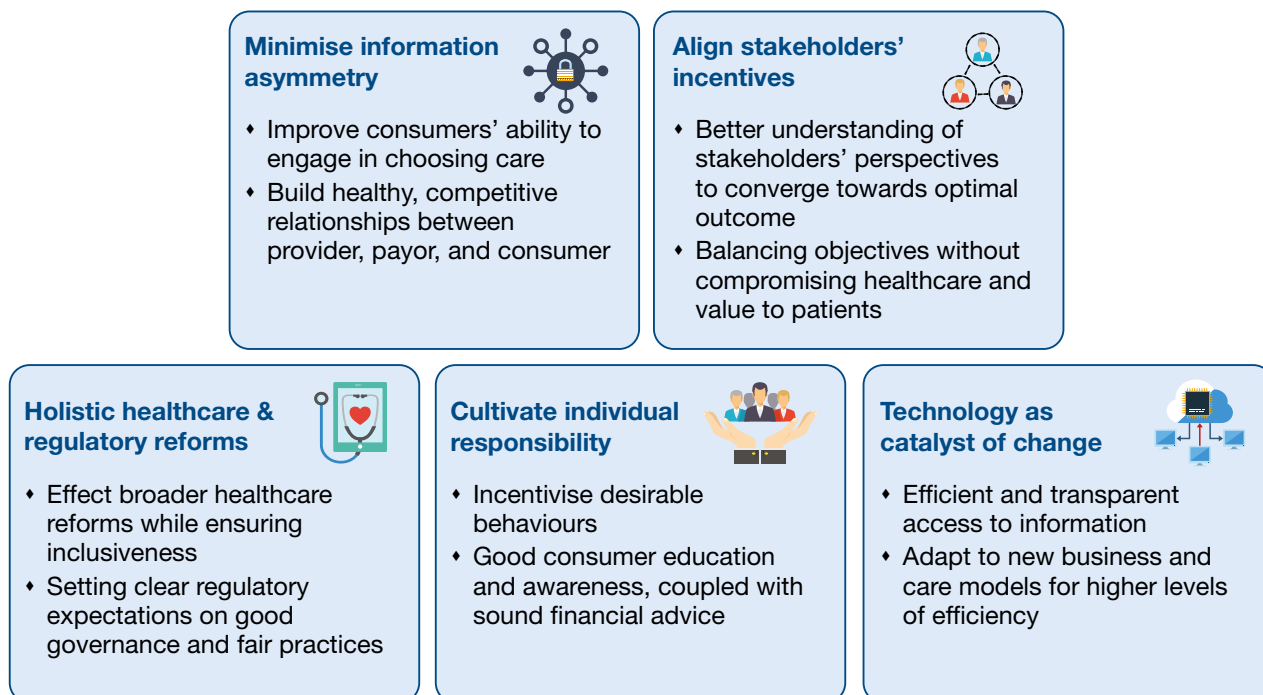 Minimise information
asymmetry
♦ Improve consumers’ ability to
engage in choosing care
♦ Build healthy, competitive
relationships between
provider, payor, and consumer
Align stakeholders’
incentives
♦ Better understanding of
stakeholders’ perspectives
to converge towards optimal
outcome
♦ Balancing objectives without
compromising healthcare and
value to patients
Holistic healthcare &
regulatory reforms
♦ Effect broader healthcare
reforms while ensuring
inclusiveness
♦ Setting clear regulatory
expectations on good
governance and fair practices
Cultivate individual
responsibility
♦ Incentivise desirable
behaviours
♦ Good consumer education
and awareness, coupled with
sound financial advice
Technology as
catalyst of change
♦ Efficient and transparent
access to information
♦ Adapt to new business and
care models for higher levels
of efficiency